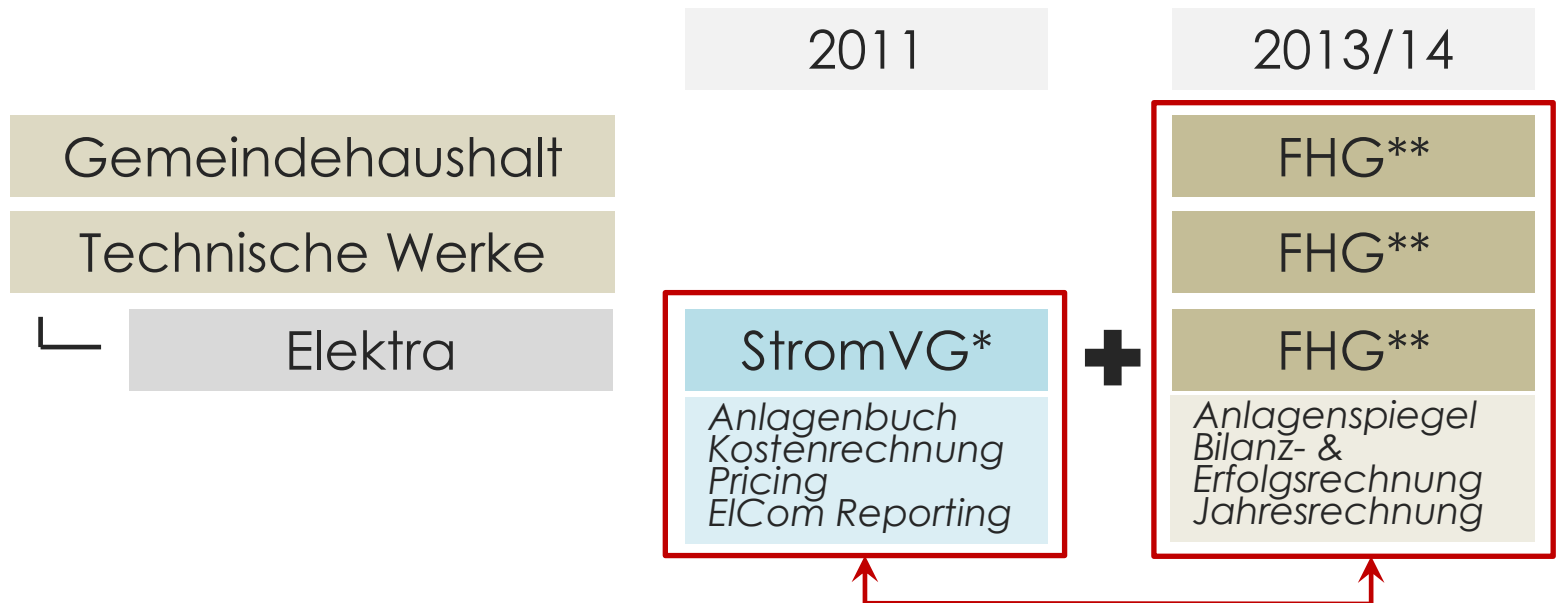 2011
2013/14
Gemeindehaushalt
FHG**
Technische Werke
FHG**
Elektra
StromVG*
FHG**
Anlagenbuch
Kostenrechnung
Pricing
ElCom Reporting
Anlagenspiegel
Bilanz- &
Erfolgsrechnung
Jahresrechnung